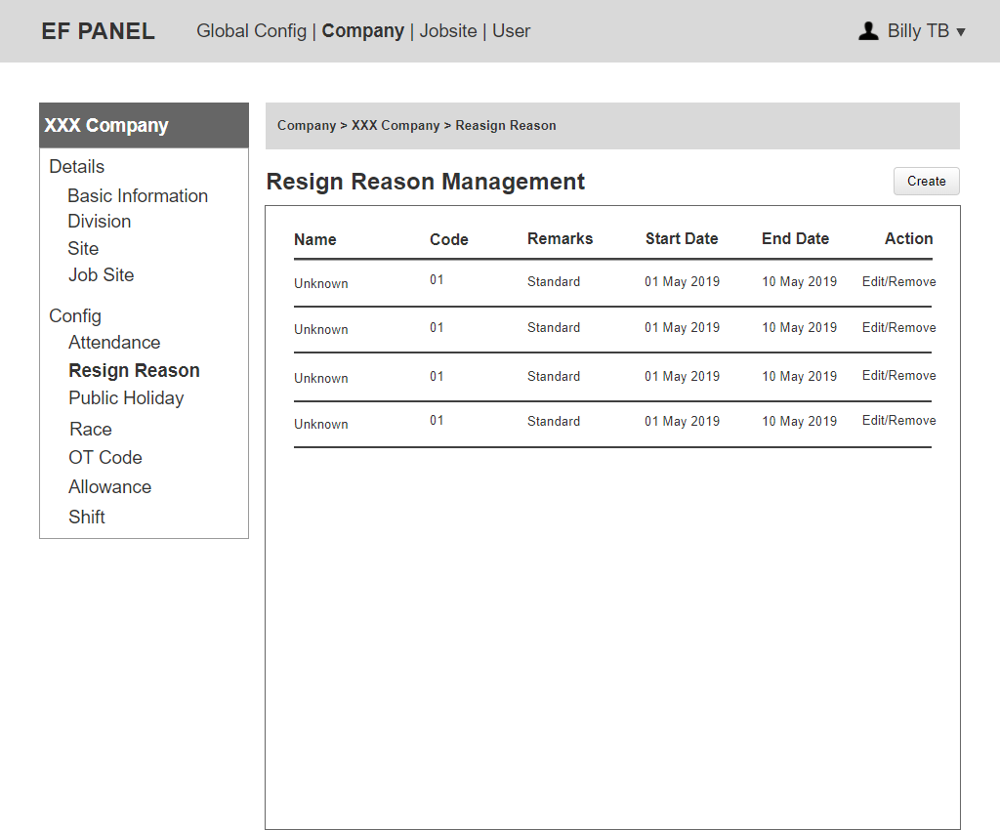 EF PANEL Global Config | Company | Jobsite | User Billy TB ▼
XXX Company
Details
Basic Information
Division
Site
Job Site
Config
Attendance
Resign Reason
Public Holiday
Race
OT Code
Allowance
Shift
Company > XXX Company > Reasign Reason
Resign Reason Management Create
Name Code Remarks Start Date End Date Action
Unknown 01 Standard 01 May 2019 10 May 2019 Edit/Remove
Unknown 01 Standard 01 May 2019 10 May 2019 Edit/Remove
Unknown 01 Standard 01 May 2019 10 May 2019 Edit/Remove
Unknown 01 Standard 01 May 2019 10 May 2019 Edit/Remove